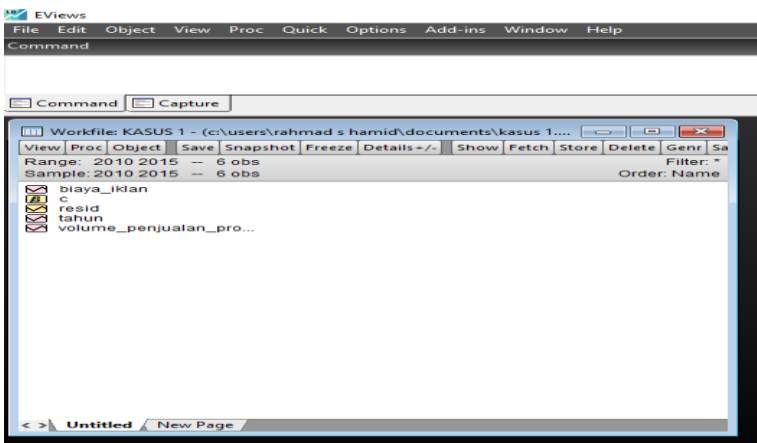 EViews
File Edit Object View Proc Quick Options Add-ins Window Help
Command
Command Capture
Workfile: KASUS 1 - (c:\users\rahmad s hamid\documents\kasus 1....
View Proc Object Save Snapshot Freeze Details+/- Show Fetch Store Delete Genr Sa
Range: 2010 2015 -- 6 obs Filter: *
Sample: 2010 2015 -- 6 obs Order: Name
biaya_iklan
β c
resid
tahun
volume_penjualan_pro...
< > Untitled New Page